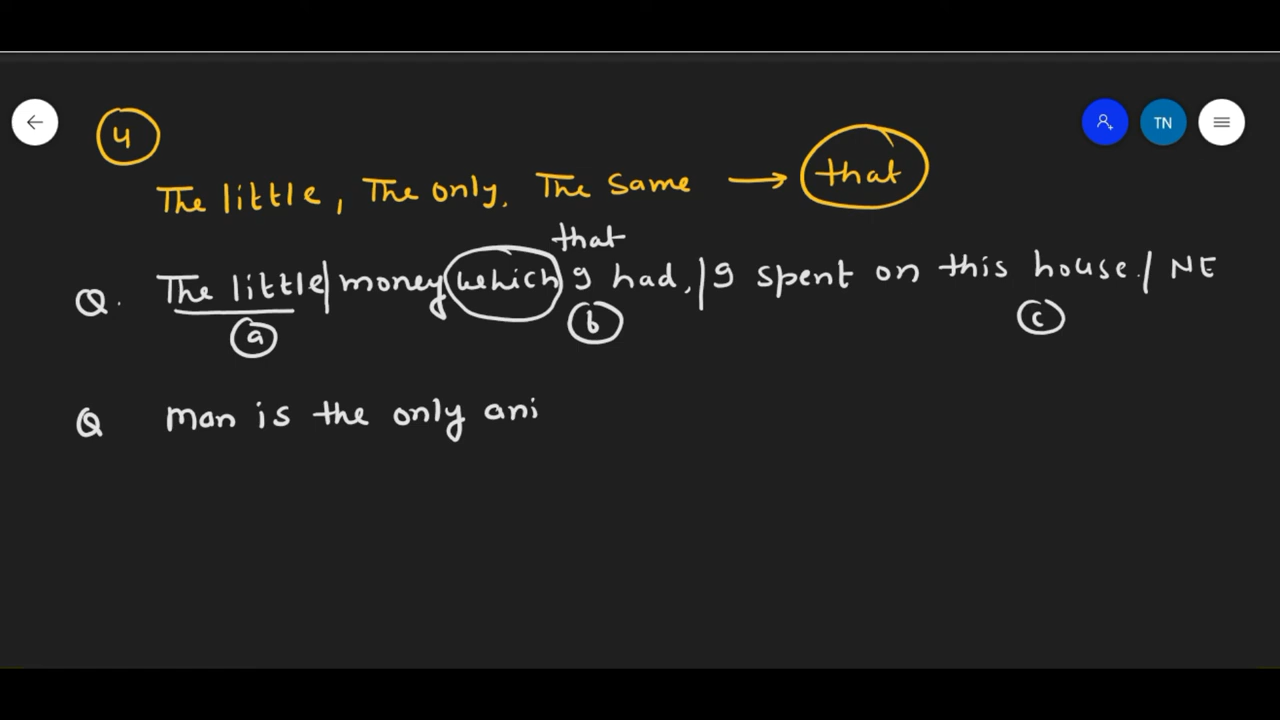 4
TN
The little, The only, The same → that
that
Q. The little / money which I had, / I spent on this house. / NE
a b c
Q man is the only ani